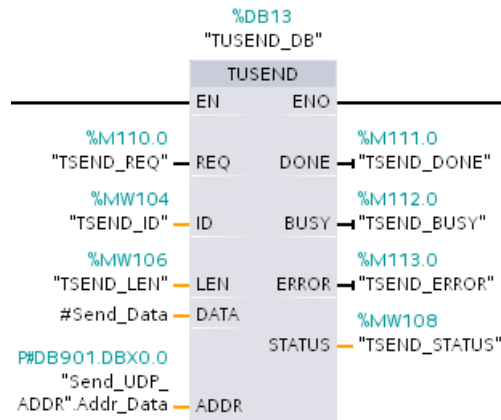 %DB13
"TUSEND_DB"
TUSEND
EN ENO
%M110.0 %M111.0
"TSEND_REQ" REQ DONE "TSEND_DONE"
%MW104 %M112.0
"TSEND_ID" ID BUSY "TSEND_BUSY"
%MW106 %M113.0
"TSEND_LEN" LEN ERROR "TSEND_ERROR"
#Send_Data DATA %MW108
STATUS "TSEND_STATUS"
P#DB901.DBX0.0
"Send_UDP_
ADDR".Addr_Data ADDR